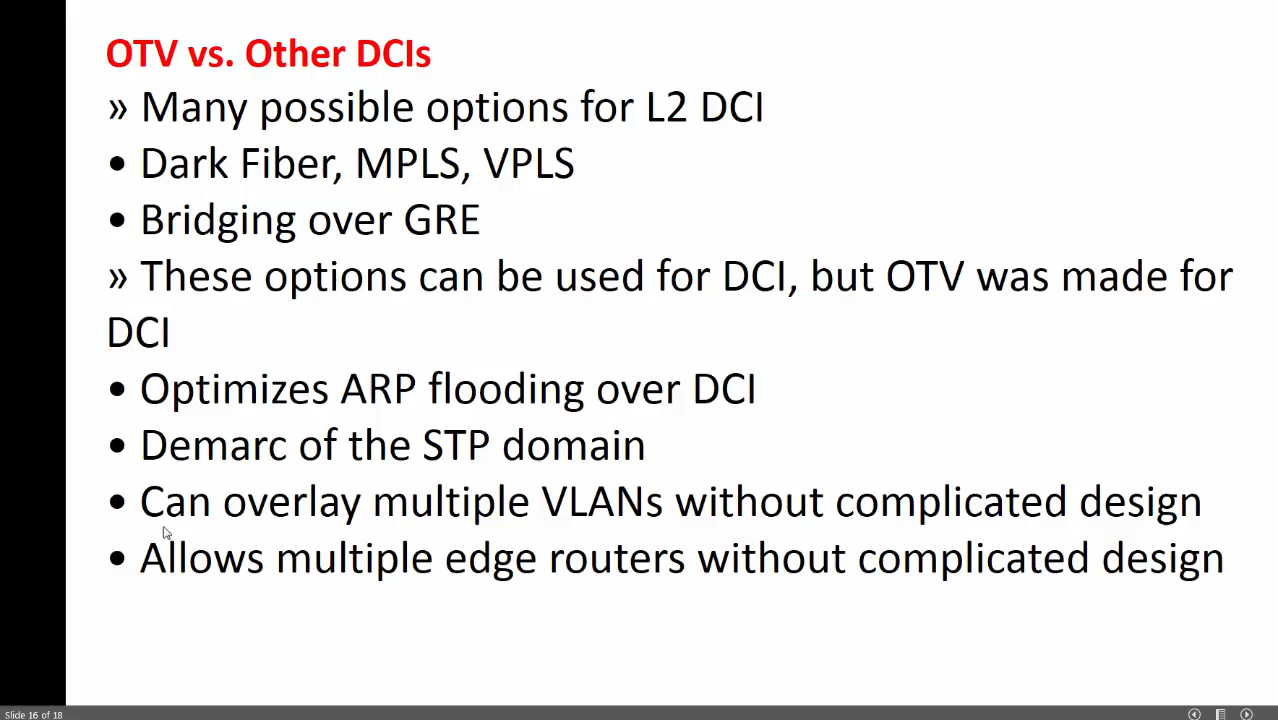 OTV vs. Other DCIs
» Many possible options for L2 DCI
• Dark Fiber, MPLS, VPLS
• Bridging over GRE
» These options can be used for DCI, but OTV was made for
DCI
• Optimizes ARP flooding over DCI
• Demarc of the STP domain
• Can overlay multiple VLANs without complicated design
• Allows multiple edge routers without complicated design
Slide 16 of 18